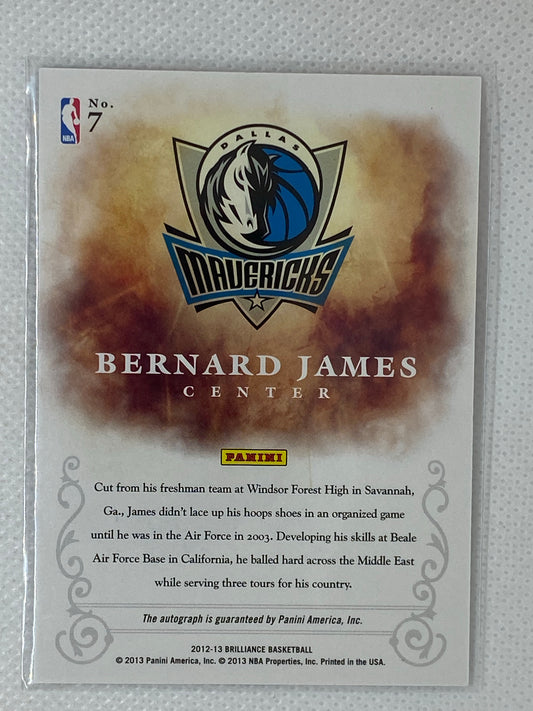 No.
7
NBA
DALLAS
MAVERICKS
BERNARD JAMES
CENTER
PANINI
Cut from his freshman team at Windsor Forest High in Savannah,
Ga., James didn't lace up his hoops shoes in an organized game
until he was in the Air Force in 2003. Developing his skills at Beale
Air Force Base in California, he balled hard across the Middle East
while serving three tours for his country.
The autograph is guaranteed by Panini America, Inc.
2012-13 BRILLIANCE BASKETBALL
© 2013 Panini America, Inc. © 2013 NBA Properties, Inc. Printed in the USA.